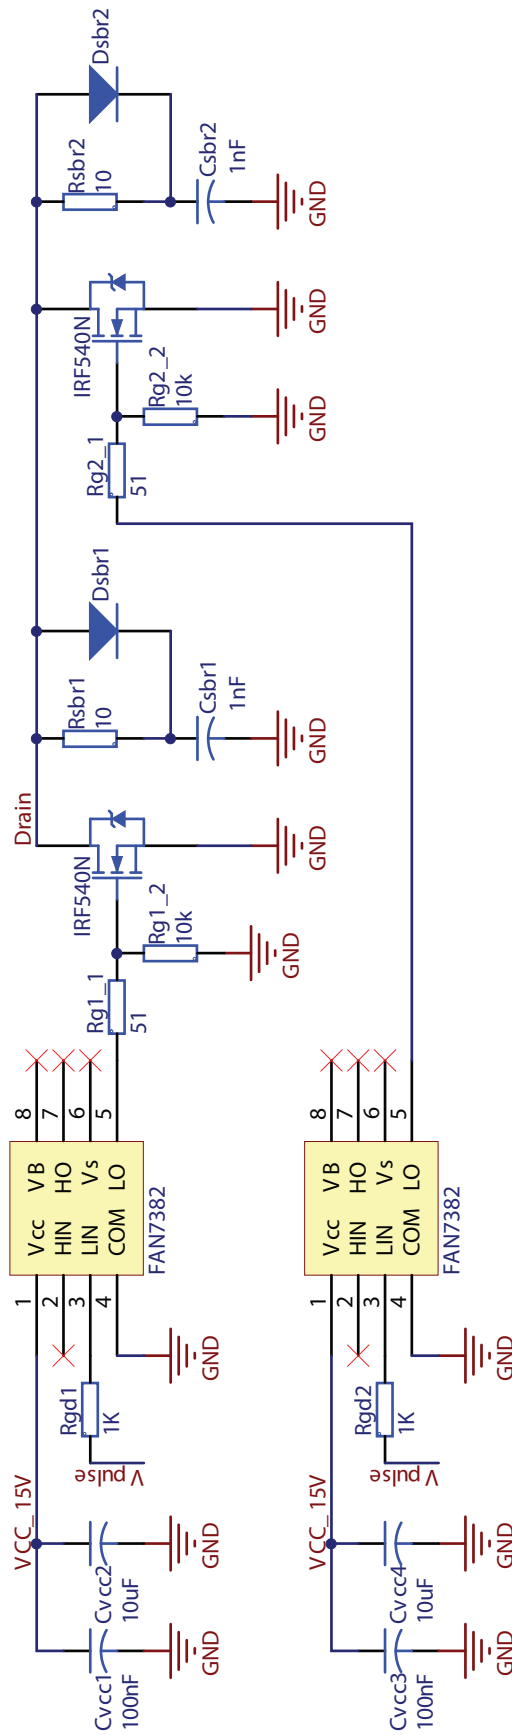 Drain
Rsbr1
10
Dsbr1
Csbr1
1nF
GND
Rsbr2
10
Dsbr2
Csbr2
1nF
GND
IRF540N
GND
Rg1_1
51
Rg1_2
10k
GND
IRF540N
GND
Rg2_1
51
Rg2_2
10k
GND
VCC_15V
Cvcc1
100nF
GND
Cvcc2
10uF
GND
Vpulse
Rgd1
1K
GND
1
2
3
4
Vcc
HIN
LIN
COM
VB
HO
Vs
LO
8
7
6
5
FAN7382
VCC_15V
Cvcc3
100nF
GND
Cvcc4
10uF
GND
Vpulse
Rgd2
1K
GND
1
2
3
4
Vcc
HIN
LIN
COM
VB
HO
Vs
LO
8
7
6
5
FAN7382